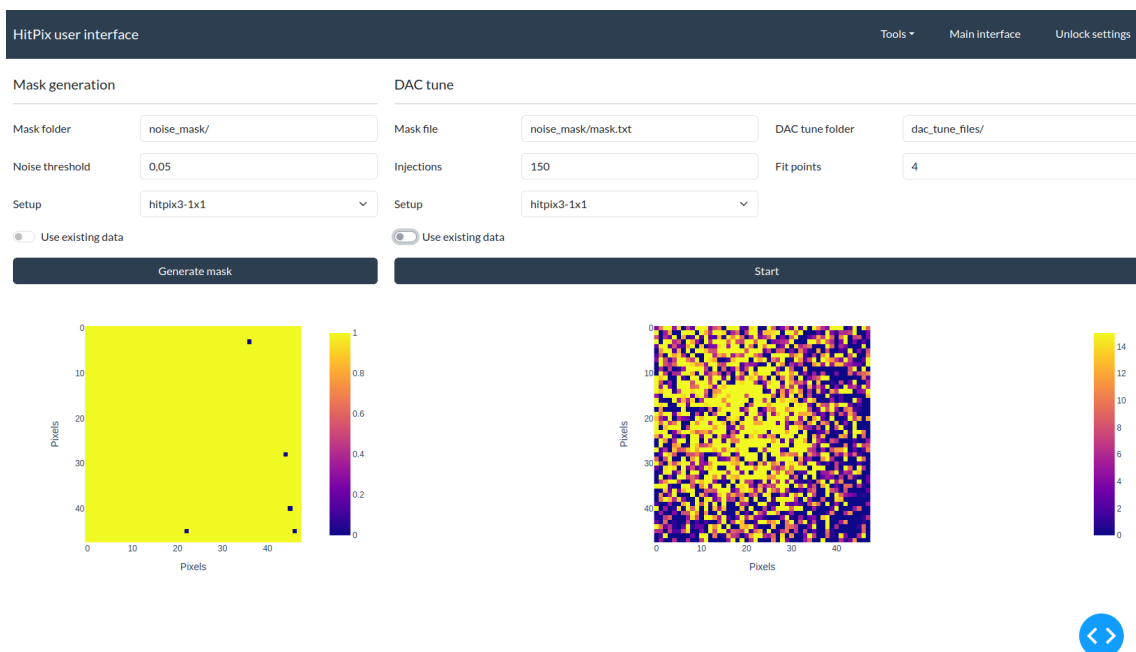 HitPix user interface Tools Main interface Unlock settings
Mask generation DAC tune
Mask folder noise_mask/ Mask file noise_mask/mask.txt DAC tune folder dac_tune_files/
Noise threshold 0,05 Injections 150 Fit points 4
Setup hitpix3-1x1 Setup hitpix3-1x1
Use existing data Use existing data
Generate mask Start
0
10
20
30
40
Pixels
0 10 20 30 40
Pixels
1
0.8
0.6
0.4
0.2
0
0
10
20
30
40
Pixels
0 10 20 30 40
Pixels
14
12
10
8
6
4
2
0